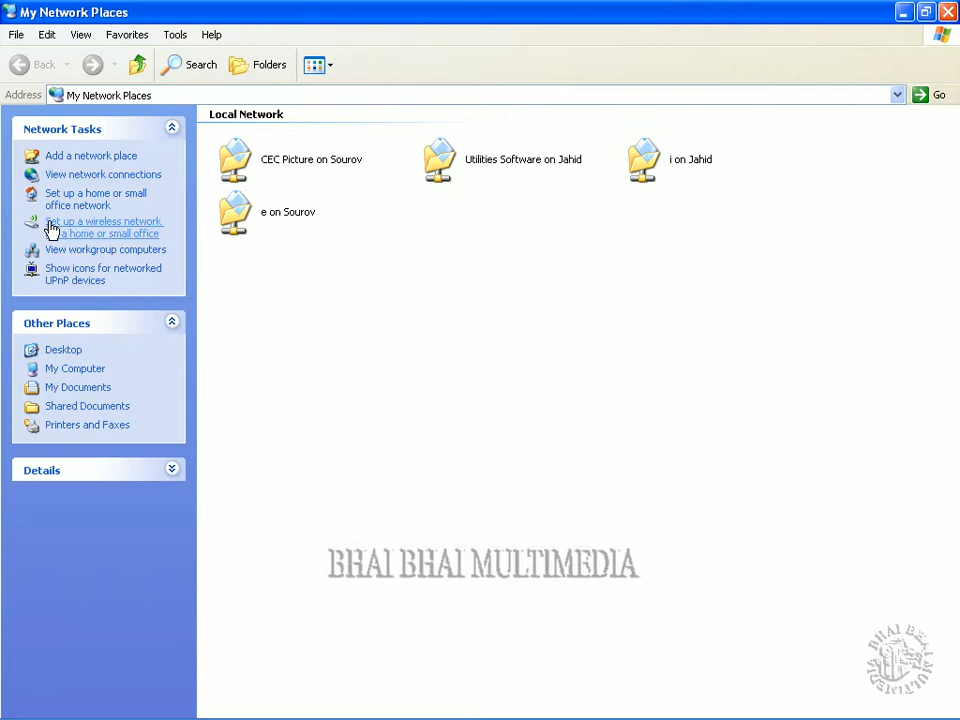 My Network Places
File Edit View Favorites Tools Help
Back Search Folders
Address My Network Places Go
Network Tasks
Add a network place
View network connections
Set up a home or small
office network
Set up a wireless network
a home or small office
View workgroup computers
Show icons for networked
UPnP devices
Other Places
Desktop
My Computer
My Documents
Shared Documents
Printers and Faxes
Details
Local Network
CEC Picture on Sourov
Utilities Software on Jahid
i on Jahid
e on Sourov
BHAI BHAI MULTIMEDIA
BHAI BHAI MULTIMEDIA